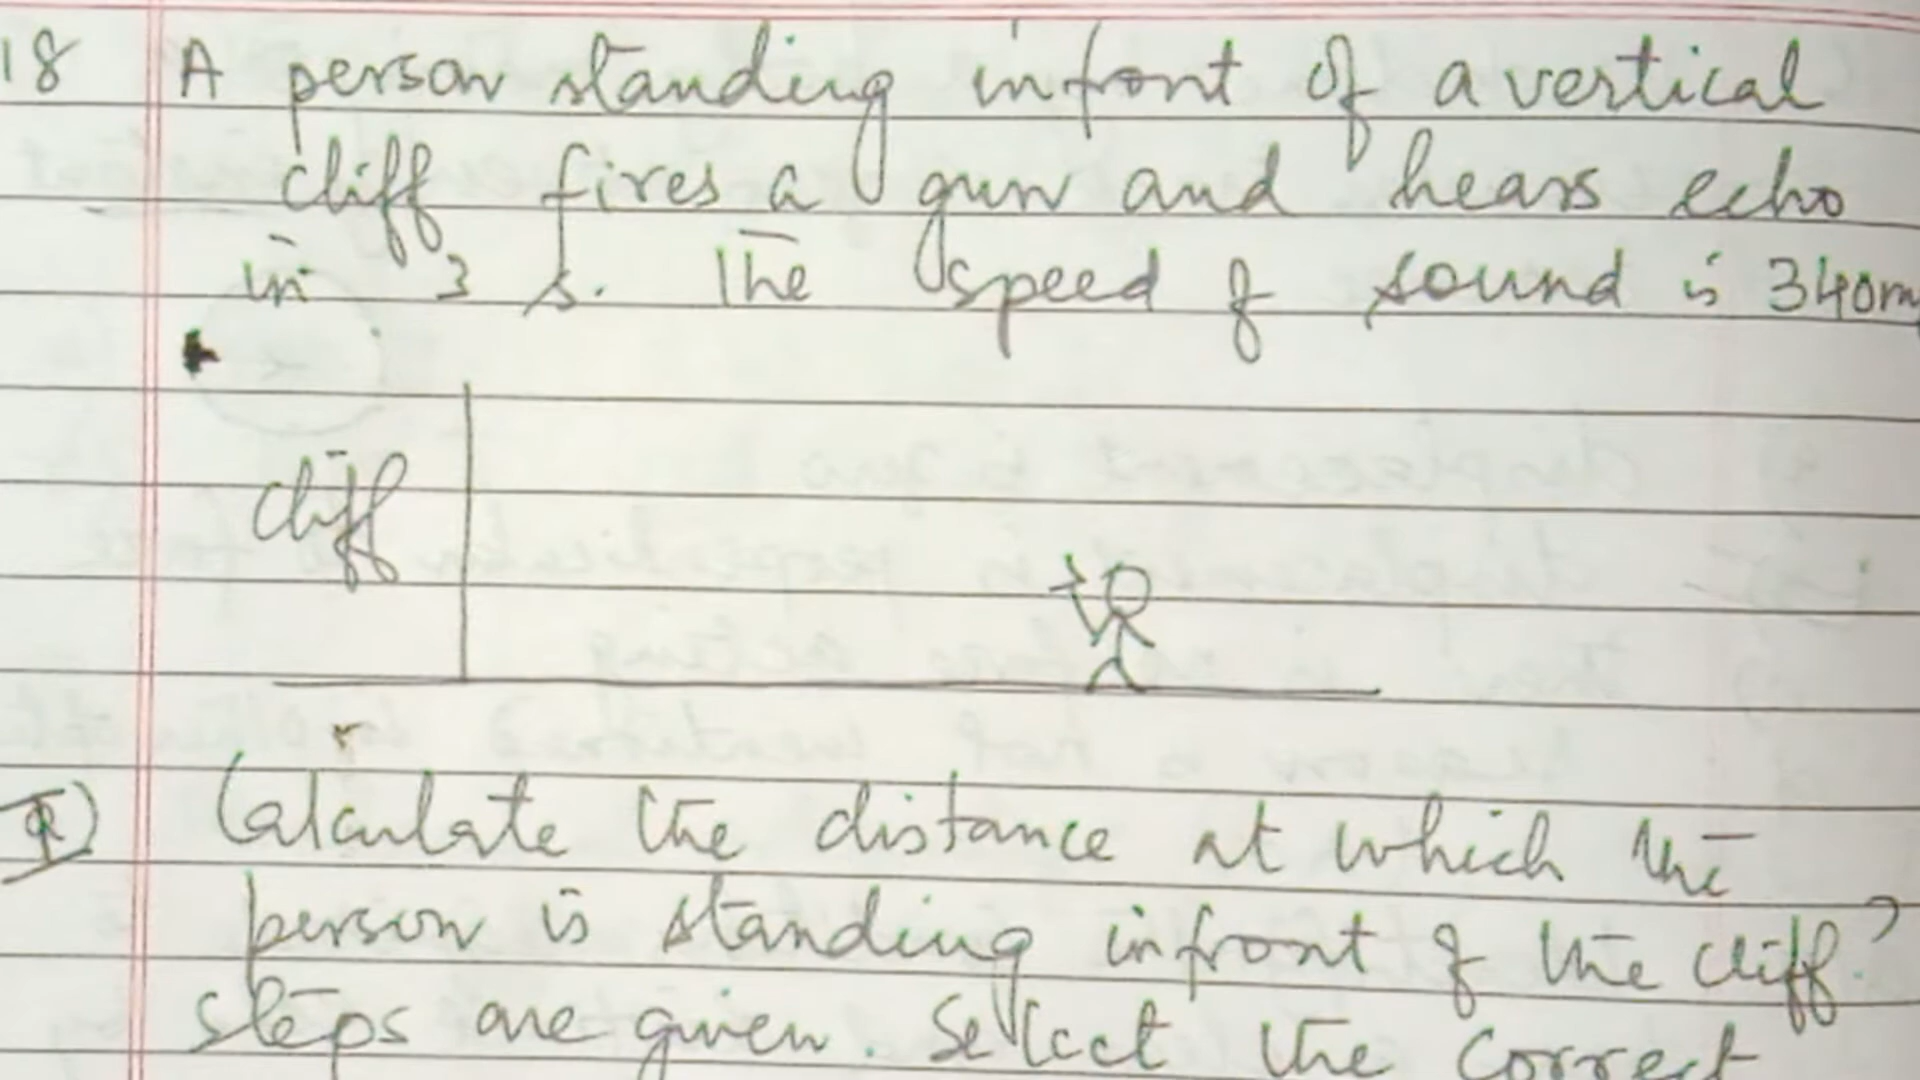 18 A person standing infront of a vertical
cliff fires a gun and hears echo
in 3 s. The speed of sound is 340m
cliff
Calculate the distance at which the
person is standing infront of the cliff?
steps are given. Select the correct